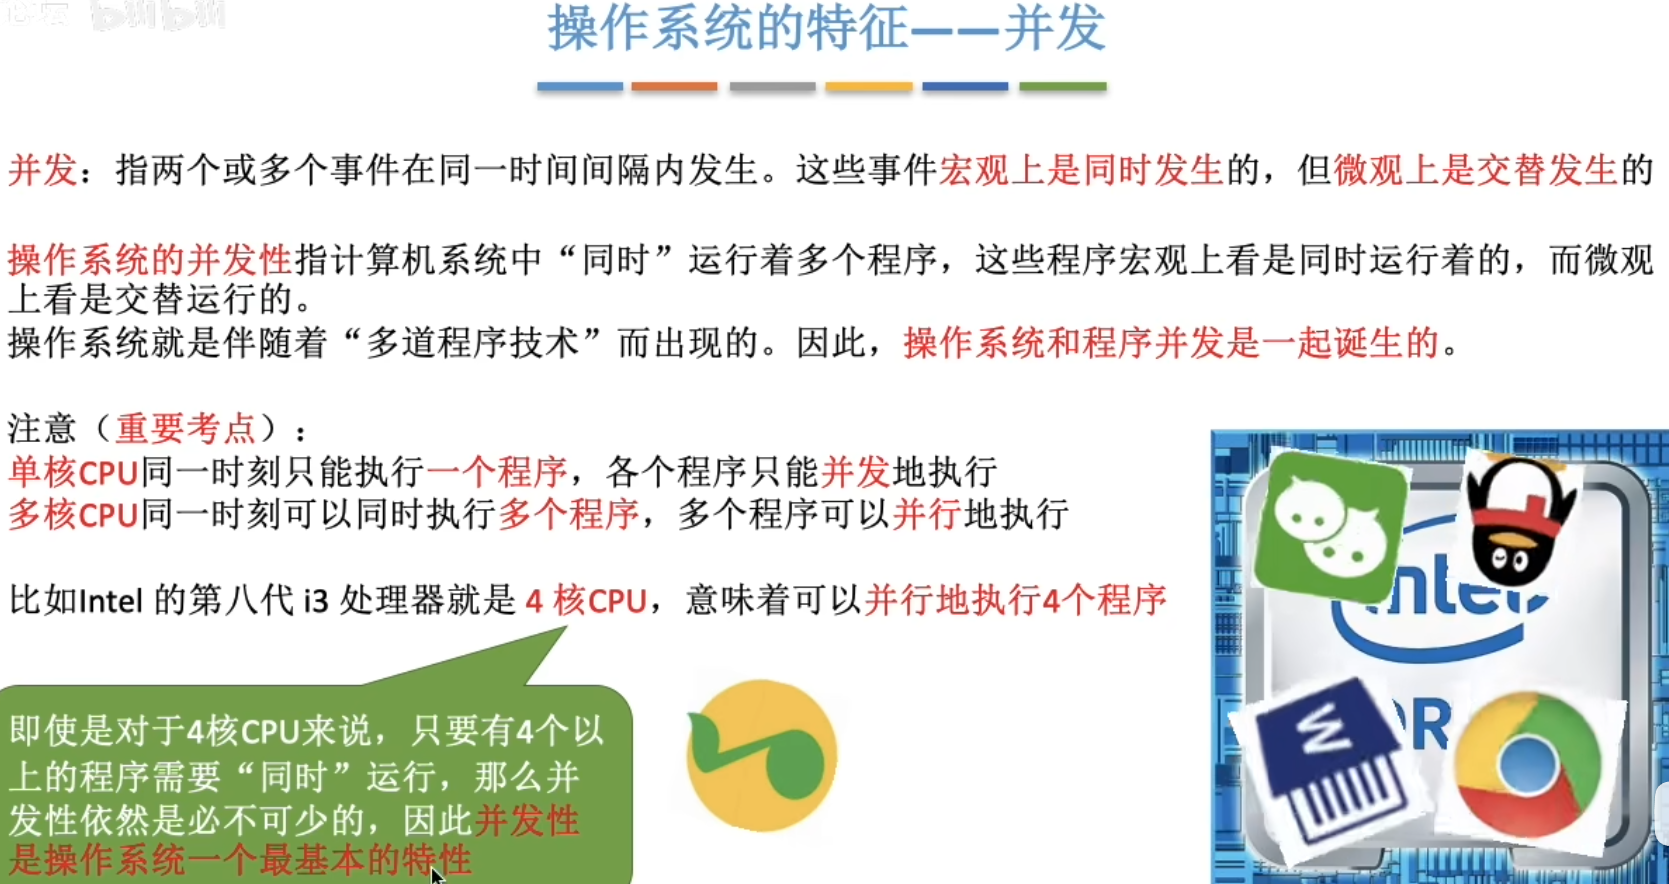 操作系统的特征——并发
并发：指两个或多个事件在同一时间间隔内发生。这些事件宏观上是同时发生的，但微观上是交替发生的
操作系统的并发性指计算机系统中“同时”运行着多个程序，这些程序宏观上看是同时运行着的，而微观
上看是交替运行的。
操作系统就是伴随着“多道程序技术”而出现的。因此，操作系统和程序并发是一起诞生的。
注意（重要考点）：
单核CPU同一时刻只能执行一个程序，各个程序只能并发地执行
多核CPU同一时刻可以同时执行多个程序，多个程序可以并行地执行
比如Intel 的第八代 i3 处理器就是 4 核CPU，意味着可以并行地执行4个程序
即使是对于4核CPU来说，只要有4个以
上的程序需要“同时”运行，那么并
发性依然是必不可少的，因此并发性
是操作系统一个最基本的特性